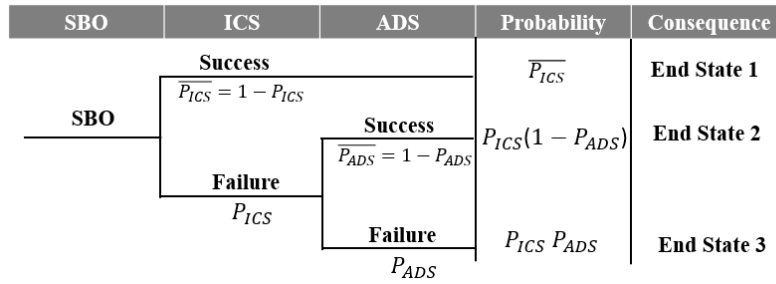 SBO ICS ADS Probability Consequence
Success
$\overline{P_{ICS}}$ = 1 − $P_{ICS}$
$\overline{P_{ICS}}$
End State 1
SBO
Success
$\overline{P_{ADS}}$ = 1 − $P_{ADS}$
$P_{ICS}(1 − P_{ADS})$
End State 2
Failure
$P_{ICS}$
Failure
$P_{ADS}$
$P_{ICS}$ $P_{ADS}$
End State 3